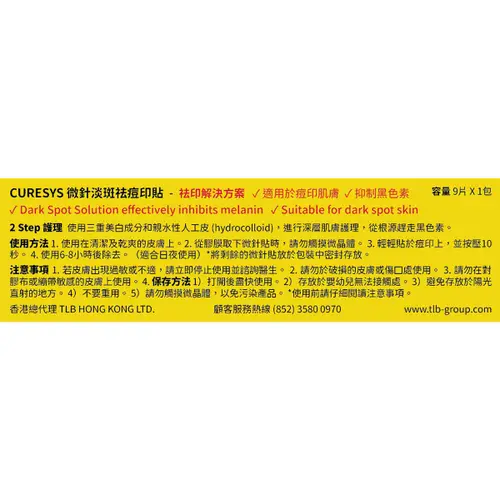 CURESYS 微針淡斑祛痘印貼 - 祛印解決方案 ✓適用於痘印肌膚 ✓抑制黑色素 容量 9片 X 1包
✓Dark Spot Solution effectively inhibits melanin ✓Suitable for dark spot skin
2 Step 護理 使用三重美白成分和親水性人工皮 (hydrocolloid)，進行深層肌膚護理，從根源趕走黑色素。
使用方法 1. 使用在清潔及乾爽的皮膚上。2. 從膠膜取下微針貼時，請勿觸摸微晶體。 3. 輕輕貼於痘印上，並按壓10
秒。 4. 使用6-8小時後除去。（適合日夜使用）*將剩餘的微針貼放於包裝中密封存放。
注意事項 1. 若皮膚出現過敏或不適，請立即停止使用並諮詢醫生。 2. 請勿於破損的皮膚或傷口處使用。 3. 請勿在對
膠布或繃帶敏感的皮膚上使用。 4. 保存方法 1）打開後盡快使用。 2）存放於嬰幼兒無法接觸處。 3）避免存放於陽光
直射的地方。 4）不要重用。 5）請勿觸摸微晶體，以免污染產品。 *使用前請仔細閱讀注意事項。
香港總代理 TLB HONG KONG LTD. 顧客服務熱線 (852) 3580 0970 www.tlb-group.com